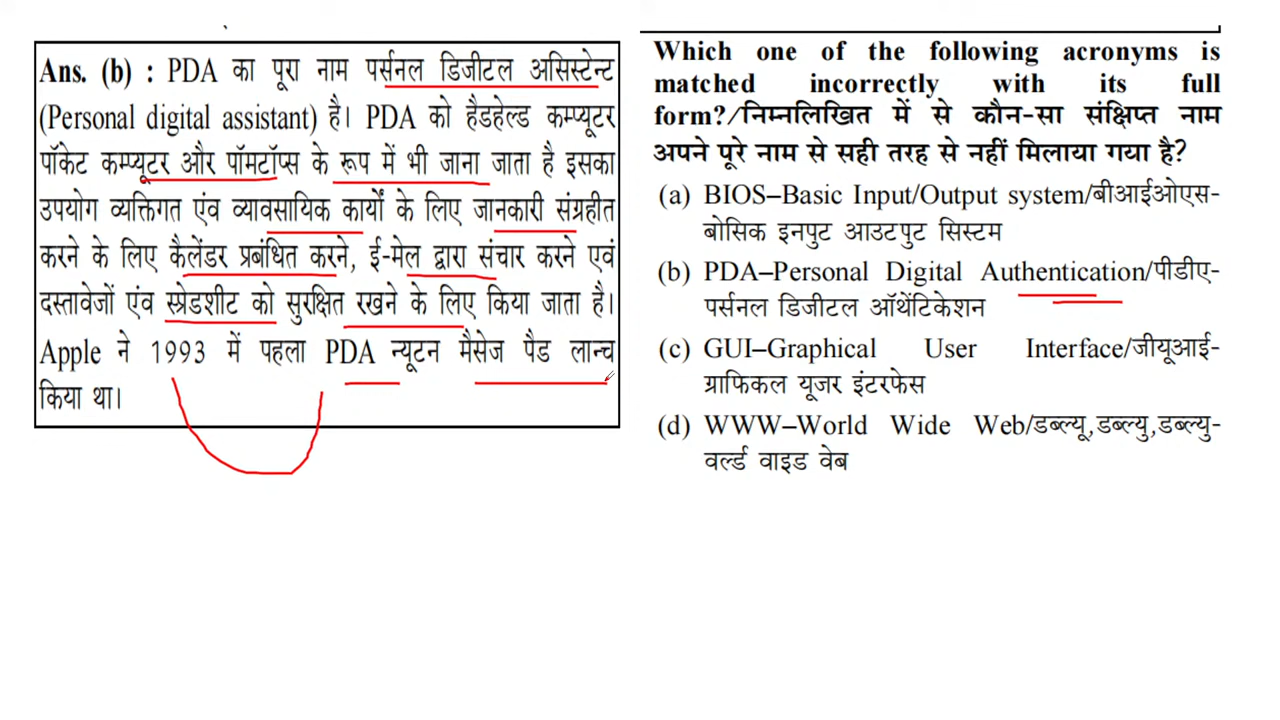 Ans. (b) : PDA का पूरा नाम पर्सनल डिजीटल असिस्टेन्ट
(Personal digital assistant) है। PDA को हैडहेल्ड कम्प्यूटर
पॉकेट कम्प्यूटर और पॉमटॉप्स के रूप में भी जाना जाता है इसका
उपयोग व्यक्तिगत एंव व्यावसायिक कार्यों के लिए जानकारी संग्रहीत
करने के लिए कैलेंडर प्रबंधित करने, ई-मेल द्वारा संचार करने एवं
दस्तावेजों एंव स्प्रेडशीट को सुरक्षित रखने के लिए किया जाता है।
Apple ने 1993 में पहला PDA न्यूटन मैसेज पैड लान्च
किया था।
Which one of the following acronyms is
matched incorrectly with its full
form?/निम्नलिखित में से कौन-सा संक्षिप्त नाम
अपने पूरे नाम से सही तरह से नहीं मिलाया गया है?
(a) BIOS–Basic Input/Output system/बीआईओएस-
बोसिक इनपुट आउटपुट सिस्टम
(b) PDA–Personal Digital Authentication/पीडीए-
पर्सनल डिजीटल ऑथेंटिकेशन
(c) GUI–Graphical User Interface/जीयूआई-
ग्राफिकल यूजर इंटरफेस
(d) WWW–World Wide Web/डब्ल्यू,डब्ल्यु,डब्ल्यु-
वर्ल्ड वाइड वेब